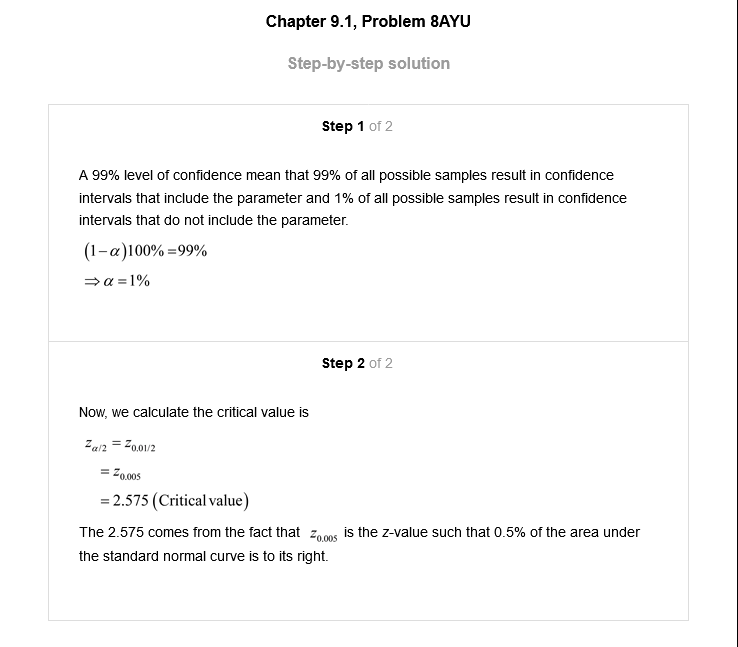 Chapter 9.1, Problem 8AYU
Step-by-step solution
Step 1 of 2
A 99% level of confidence mean that 99% of all possible samples result in confidence
intervals that include the parameter and 1% of all possible samples result in confidence
intervals that do not include the parameter.
(1−α)100% =99%
⇒ α =1%
Step 2 of 2
Now, we calculate the critical value is
z_{α/2} = z_{0.01/2}
= z_{0.005}
= 2.575 (Critical value)
The 2.575 comes from the fact that z_{0.005} is the z-value such that 0.5% of the area under
the standard normal curve is to its right.